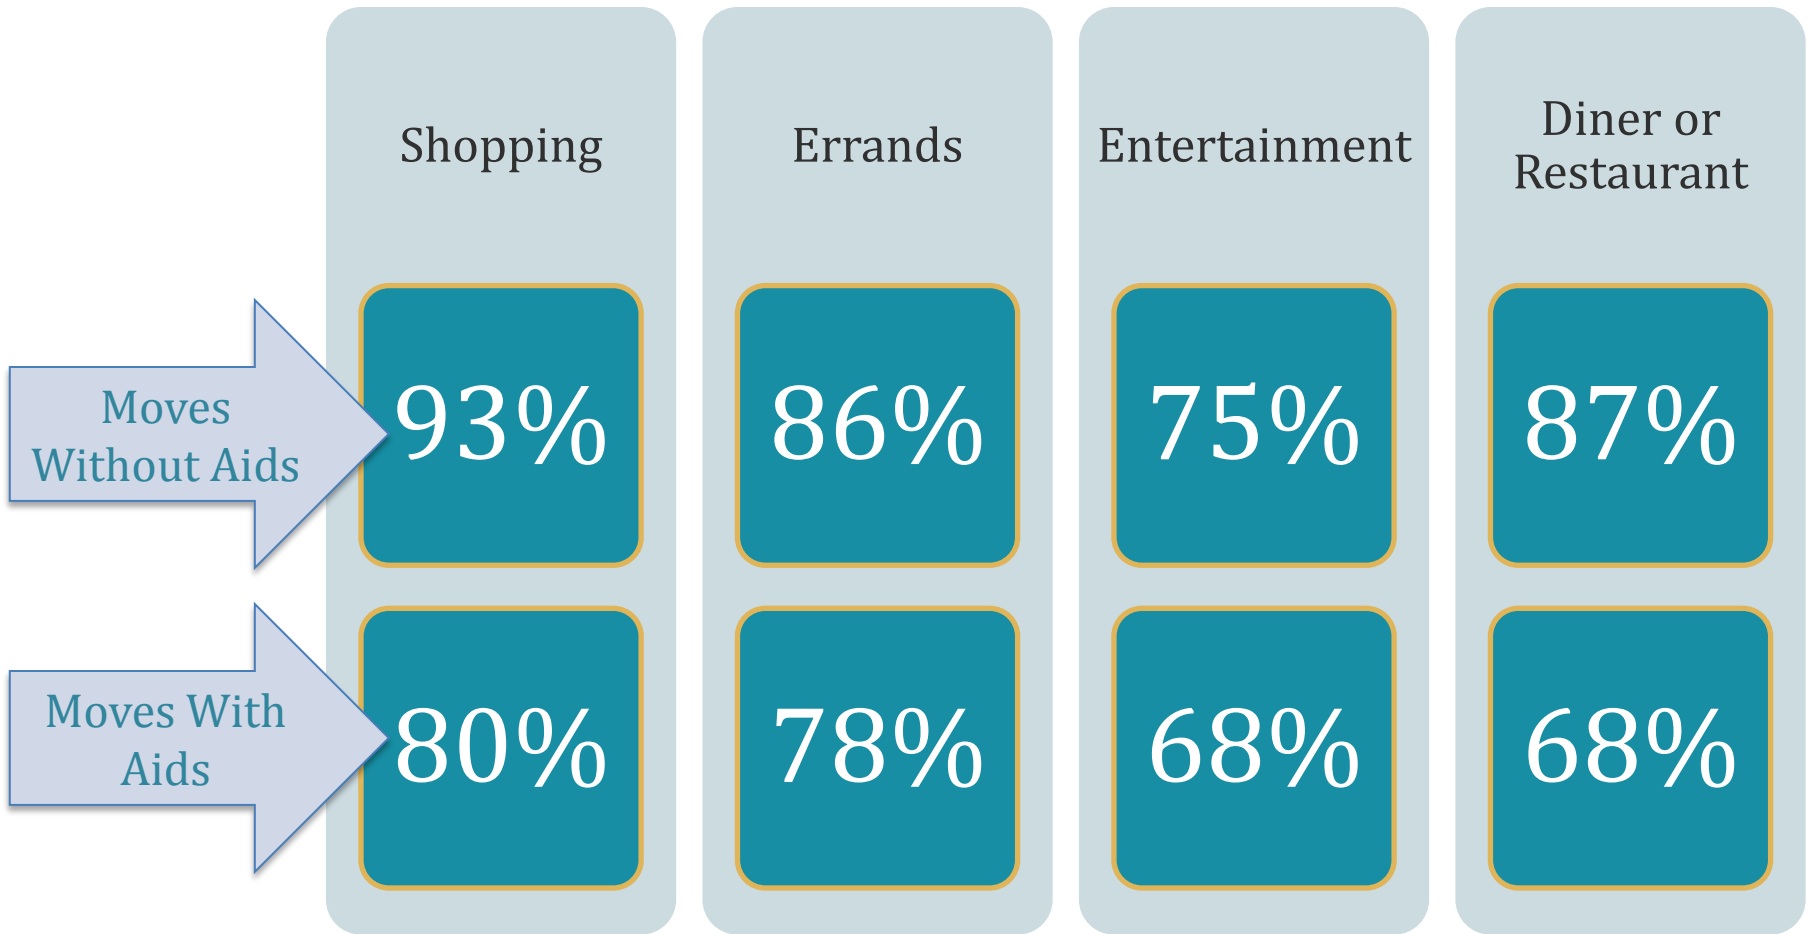 Shopping
Errands
Entertainment
Diner or
Restaurant
Moves
Without Aids
93%
86%
75%
87%
Moves With
Aids
80%
78%
68%
68%